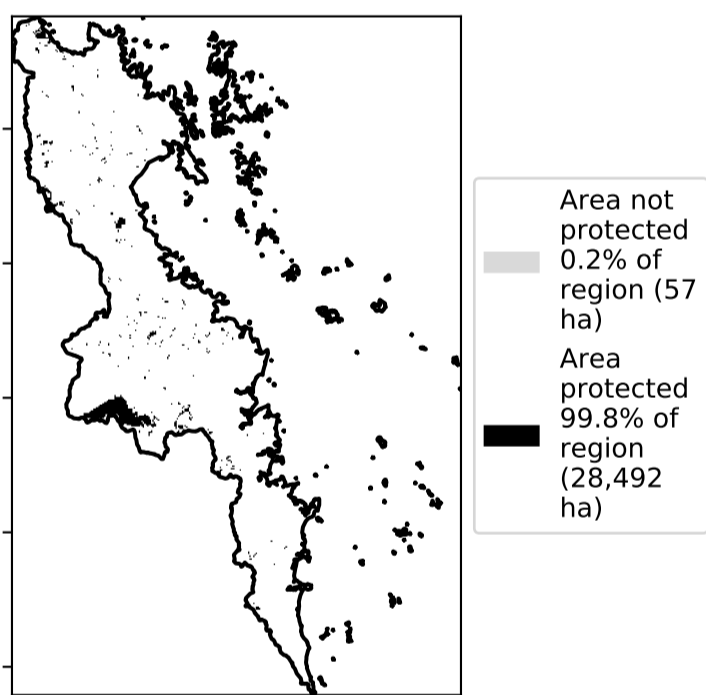 Area not
protected
0.2% of
region (57
ha)
Area
protected
99.8% of
region
(28,492
ha)